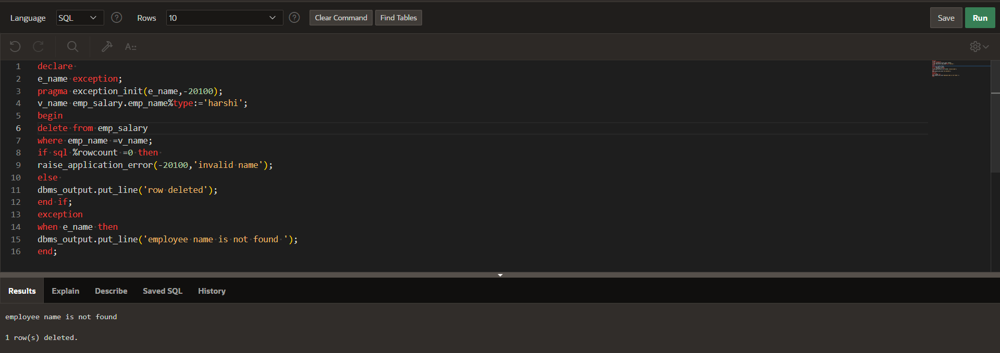 Language SQL Rows 10 Clear Command Find Tables Save Run
1 declare
2 e_name exception;
3 pragma exception_init(e_name,-20100);
4 v_name emp_salary.emp_name%type:='harshi';
5 begin
6 delete from emp_salary
7 where emp_name =v_name;
8 if sql %rowcount =0 then
9 raise_application_error(-20100,'invalid name');
10 else
11 dbms_output.put_line('row deleted');
12 end if;
13 exception
14 when e_name then
15 dbms_output.put_line('employee name is not found ');
16 end;
Results Explain Describe Saved SQL History
employee name is not found
1 row(s) deleted.